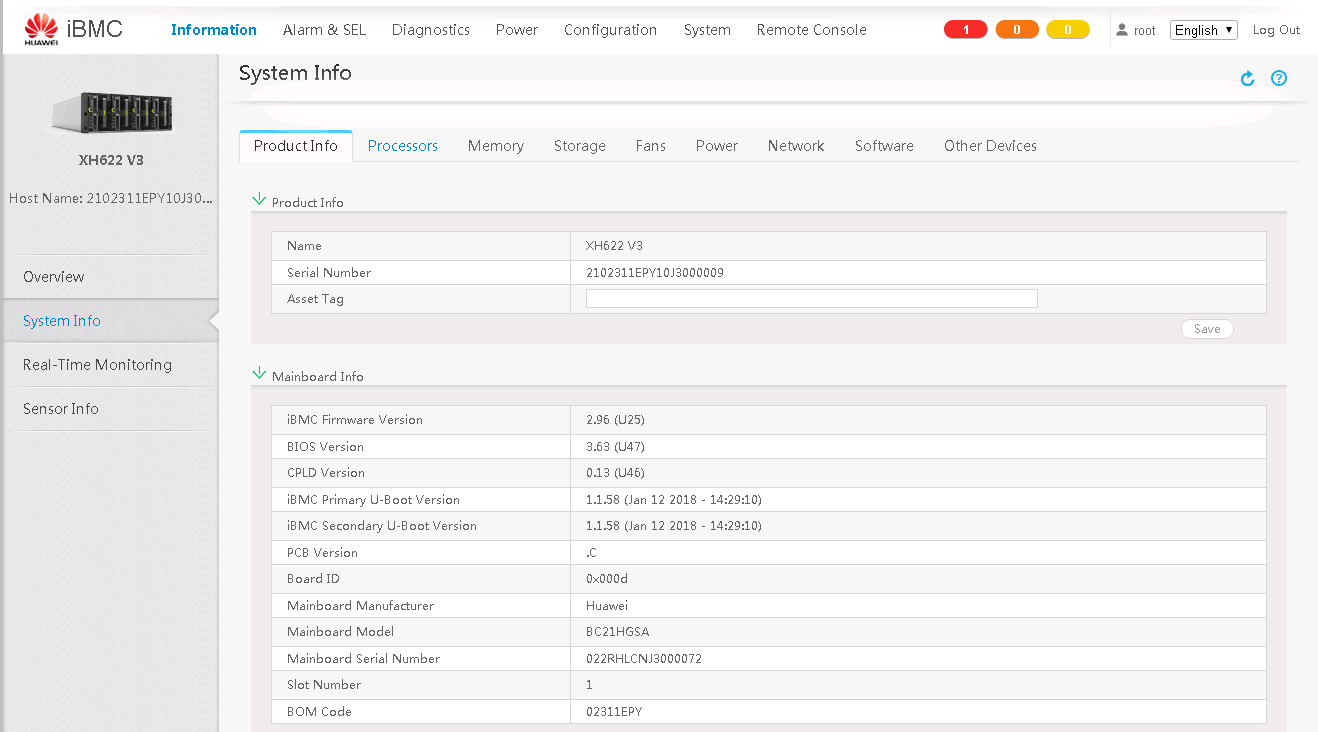 HUAWEI iBMC Information Alarm & SEL Diagnostics Power Configuration System Remote Console 1 0 0 root English Log Out
System Info
XH622 V3
Host Name: 2102311EPY10J30...
Overview
System Info
Real-Time Monitoring
Sensor Info
Product Info Processors Memory Storage Fans Power Network Software Other Devices
Product Info
Name XH622 V3
Serial Number 2102311EPY10J3000009
Asset Tag
Save
Mainboard Info
iBMC Firmware Version 2.96 (U25)
BIOS Version 3.63 (U47)
CPLD Version 0.13 (U46)
iBMC Primary U-Boot Version 1.1.58 (Jan 12 2018 - 14:29:10)
iBMC Secondary U-Boot Version 1.1.58 (Jan 12 2018 - 14:29:10)
PCB Version .C
Board ID 0x000d
Mainboard Manufacturer Huawei
Mainboard Model BC21HGSA
Mainboard Serial Number 022RHLCNJ3000072
Slot Number 1
BOM Code 02311EPY